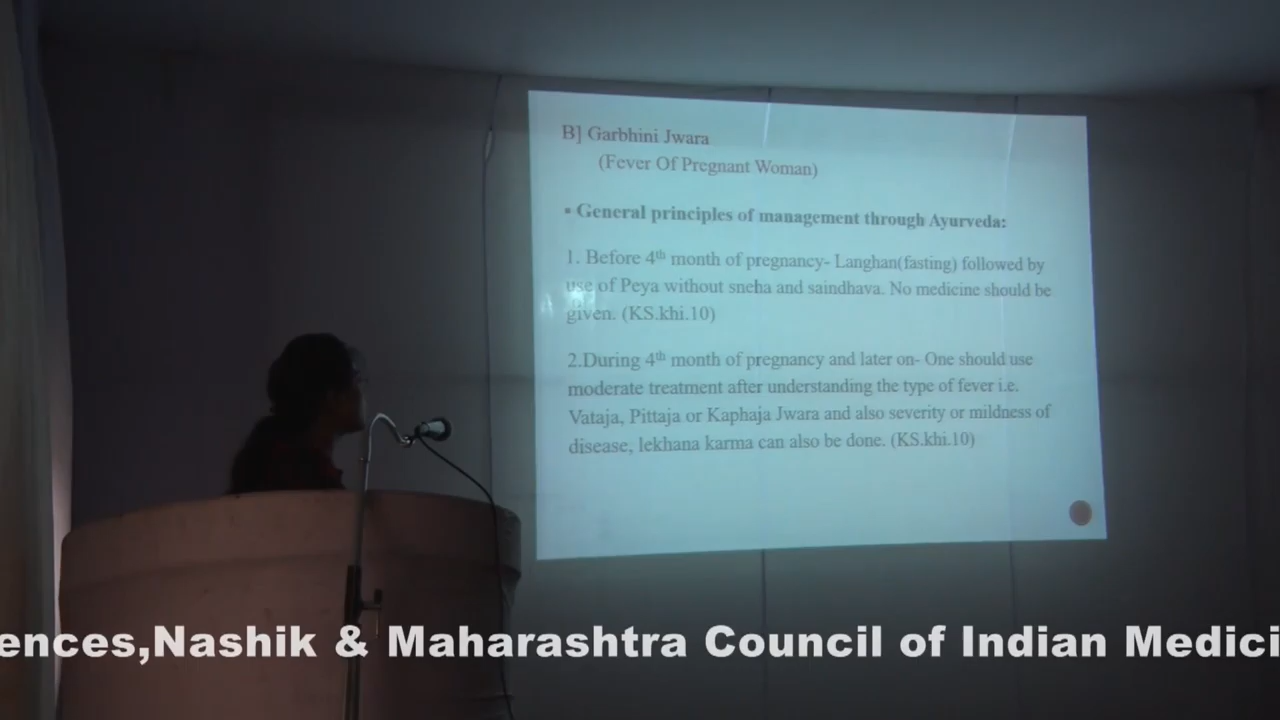 B] Garbhini Jwara
(Fever Of Pregnant Woman)
▪ General principles of management through Ayurveda:
1. Before 4th month of pregnancy- Langhan(fasting) followed by
use of Peya without sneha and saindhava. No medicine should be
given. (KS.khi.10)
2.During 4th month of pregnancy and later on- One should use
moderate treatment after understanding the type of fever i.e.
Vataja, Pittaja or Kaphaja Jwara and also severity or mildness of
disease, lekhana karma can also be done. (KS.khi.10)
ences,Nashik & Maharashtra Council of Indian Medici